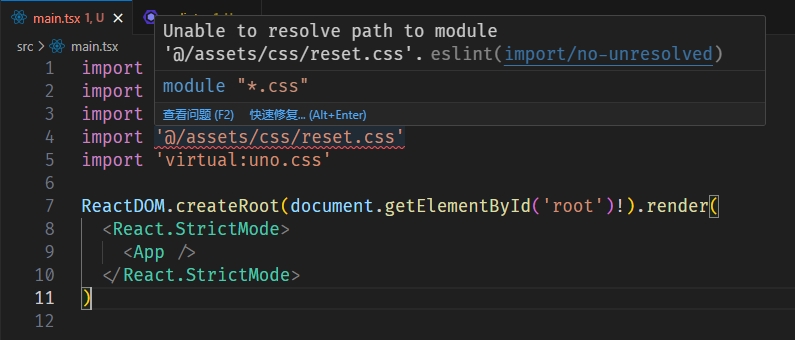 main.tsx 1, U
src > main.tsx
Unable to resolve path to module
'@/assets/css/reset.css'. eslint(import/no-unresolved)
module "*.css"
查看问题 (F2) 快速修复... (Alt+Enter)
1 import
2 import
3 import
4 import '@/assets/css/reset.css'
5 import 'virtual:uno.css'
6
7 ReactDOM.createRoot(document.getElementById('root')!).render(
8 <React.StrictMode>
9 <App />
10 </React.StrictMode>
11 )
12